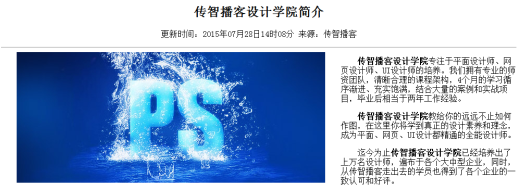 传智播客设计学院简介
更新时间：2015年07月28日14时08分 来源：传智播客
PS
传智播客设计学院专注于平面设计师、网
页设计师、UI设计师的培养。我们拥有专业的师
资团队，清晰合理的课程架构，4个月的学习循
序渐进、充实饱满，结合大量的案例和实战项
目，毕业后相当于两年工作经验。
传智播客设计学院教给你的远远不止如何
作图，在这里你将学到真正的设计素养和理念，
成为平面、网页、UI设计都精通的全能设计师。
迄今为止传智播客设计学院已经培养出了
上万名设计师，遍布于各个大中型企业。同时，
从传智播客走出去的学员也得到了各个企业的一
致认可和好评。